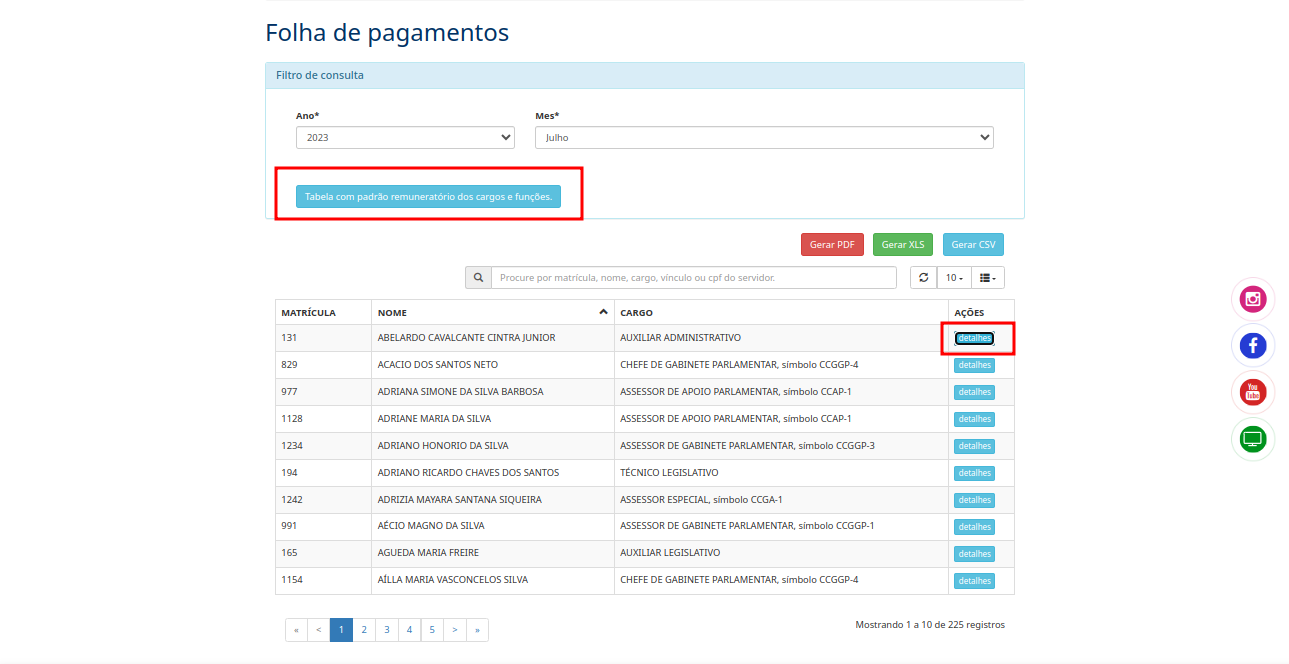 Folha de pagamentos
Filtro de consulta
Ano* Mes*
2023 Julho
Tabela com padrão remuneratório dos cargos e funções.
Gerar PDF Gerar XLS Gerar CSV
Procure por matrícula, nome, cargo, vínculo ou cpf do servidor. 10
MATRÍCULA NOME CARGO AÇÕES
131 ABELARDO CAVALCANTE CINTRA JUNIOR AUXILIAR ADMINISTRATIVO detalhes
829 ACACIO DOS SANTOS NETO CHEFE DE GABINETE PARLAMENTAR, símbolo CCGGP-4 detalhes
977 ADRIANA SIMONE DA SILVA BARBOSA ASSESSOR DE APOIO PARLAMENTAR, símbolo CCAP-1 detalhes
1128 ADRIANE MARIA DA SILVA ASSESSOR DE APOIO PARLAMENTAR, símbolo CCAP-1 detalhes
1234 ADRIANO HONORIO DA SILVA ASSESSOR DE GABINETE PARLAMENTAR, símbolo CCGGP-3 detalhes
194 ADRIANO RICARDO CHAVES DOS SANTOS TÉCNICO LEGISLATIVO detalhes
1242 ADRIZIA MAYARA SANTANA SIQUEIRA ASSESSOR ESPECIAL, símbolo CCGA-1 detalhes
991 AÉCIO MAGNO DA SILVA ASSESSOR DE GABINETE PARLAMENTAR, símbolo CCGGP-1 detalhes
165 AGUEDA MARIA FREIRE AUXILIAR LEGISLATIVO detalhes
1154 AÍLLA MARIA VASCONCELOS SILVA CHEFE DE GABINETE PARLAMENTAR, símbolo CCGGP-4 detalhes
« < 1 2 3 4 5 > » Mostrando 1 a 10 de 225 registros
You
Tube